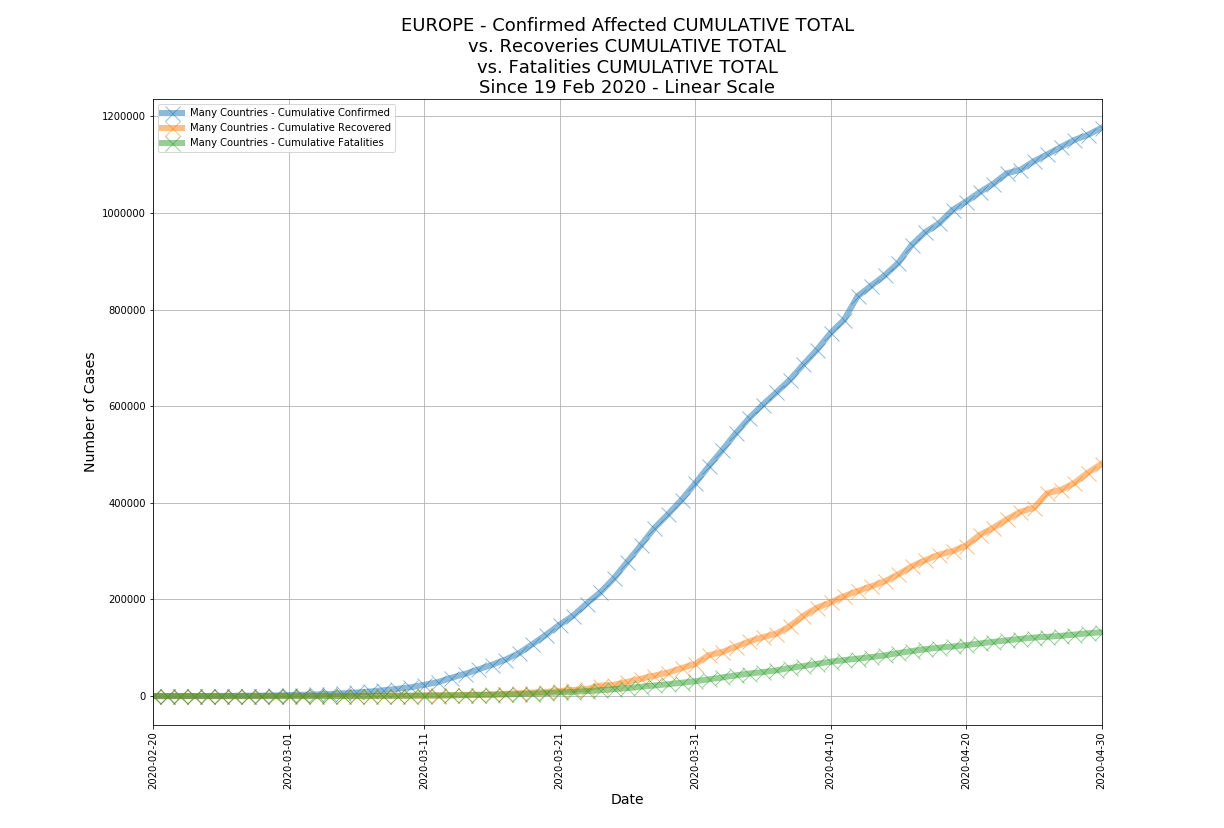 EUROPE - Confirmed Affected CUMULATIVE TOTAL
vs. Recoveries CUMULATIVE TOTAL
vs. Fatalities CUMULATIVE TOTAL
Since 19 Feb 2020 - Linear Scale
Many Countries - Cumulative Confirmed
Many Countries - Cumulative Recovered
Many Countries - Cumulative Fatalities
Number of Cases
1200000
1000000
800000
600000
400000
200000
0
2020-02-20
2020-03-01
2020-03-11
2020-03-21
2020-03-31
2020-04-10
2020-04-20
2020-04-30
Date